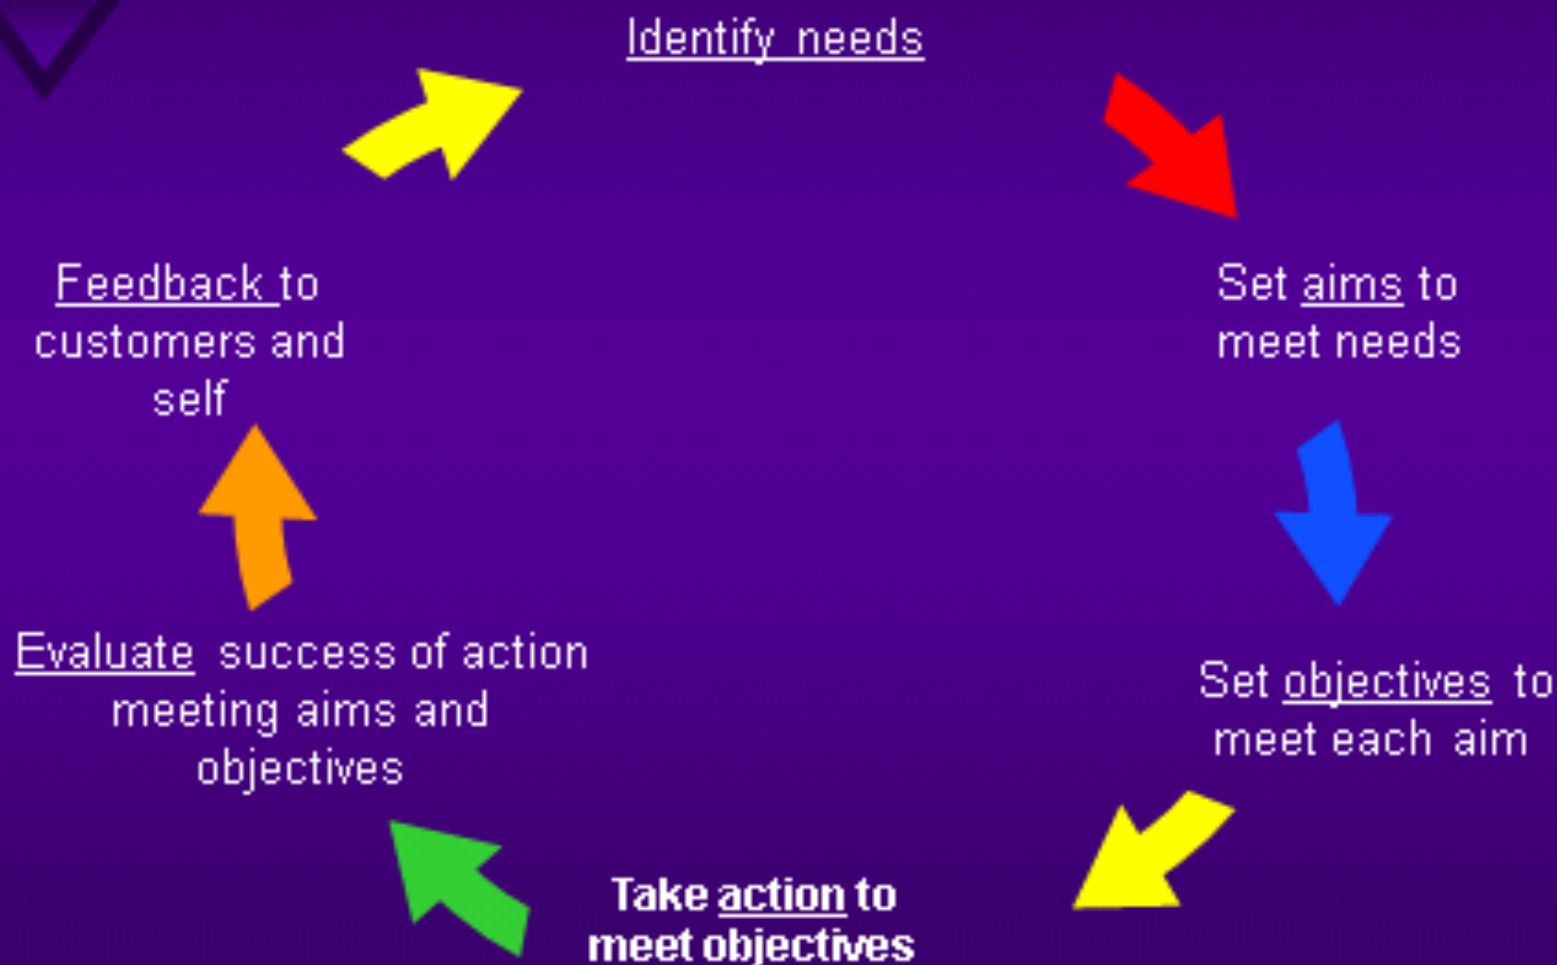 Identify needs
Set aims to
meet needs
Set objectives to
meet each aim
Take action to
meet objectives
Evaluate success of action
meeting aims and
objectives
Feedback to
customers and
self